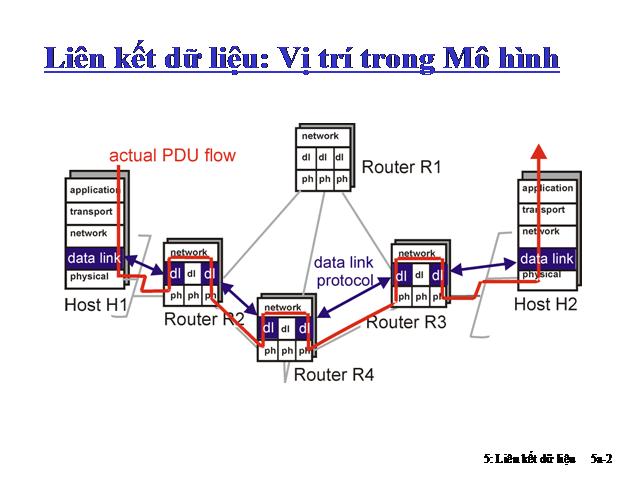 Liên kết dữ liệu: Vị trí trong Mô hình
actual PDU flow
network
dl dl dl
ph ph ph
Router R1
application
transport
network
data link
physical
Host H1
network
dl dl dl
ph ph ph
Router R2
data link
protocol
network
dl dl dl
ph ph ph
Router R4
network
dl dl dl
ph ph ph
Router R3
application
transport
network
data link
physical
Host H2
5: Liên kết dữ liệu 5a-2